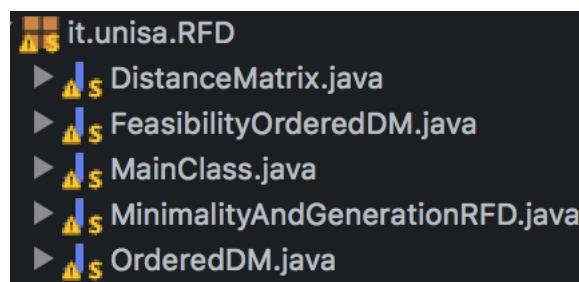 it.unisa.RFD
DistanceMatrix.java
FeasibilityOrderedDM.java
MainClass.java
MinimalityAndGenerationRFD.java
OrderedDM.java